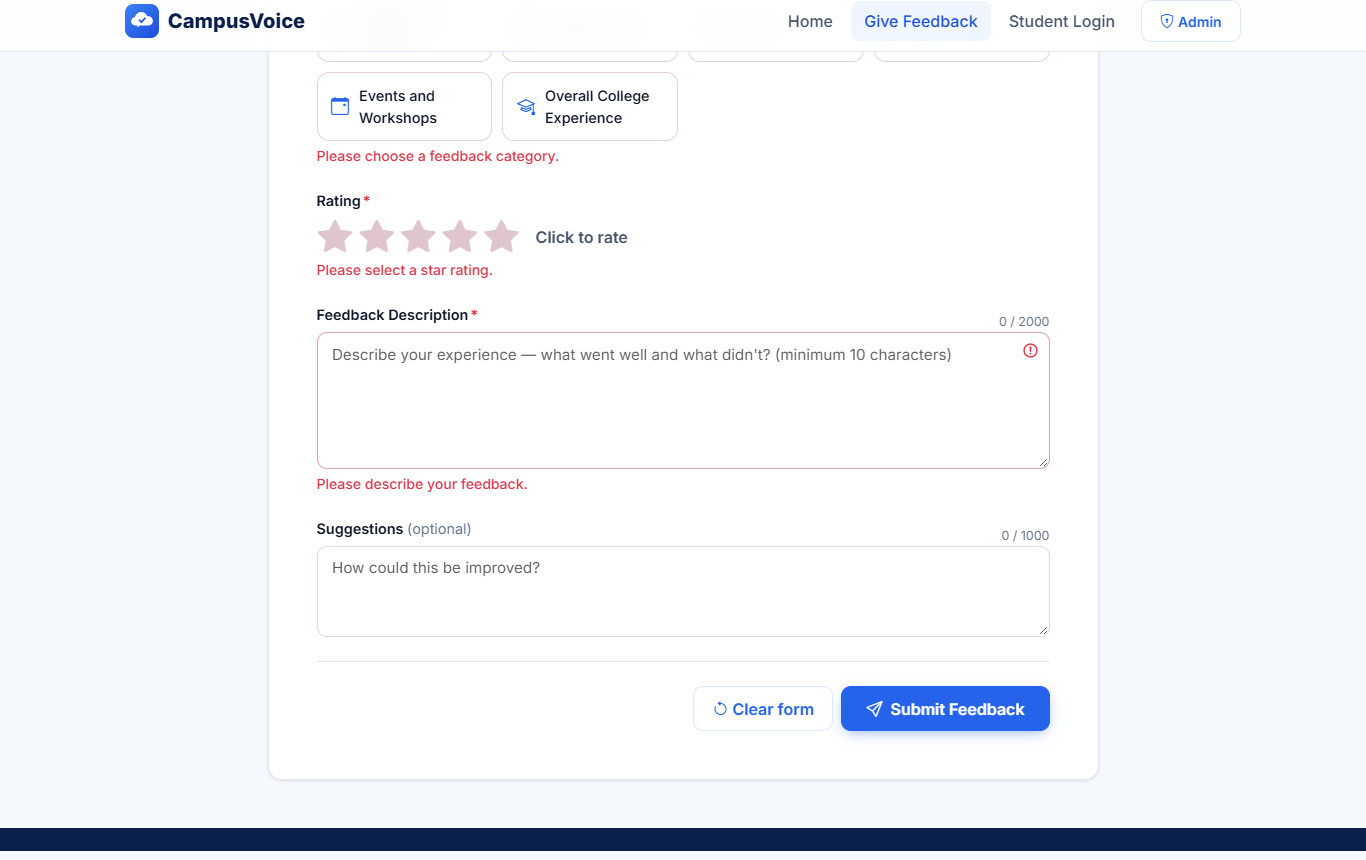 CampusVoice
Home
Give Feedback
Student Login
Admin
Events and
Workshops
Overall College
Experience
Please choose a feedback category.
Rating *
Click to rate
Please select a star rating.
Feedback Description *
0 / 2000
Describe your experience — what went well and what didn't? (minimum 10 characters)
Please describe your feedback.
Suggestions (optional)
0 / 1000
How could this be improved?
Clear form
Submit Feedback